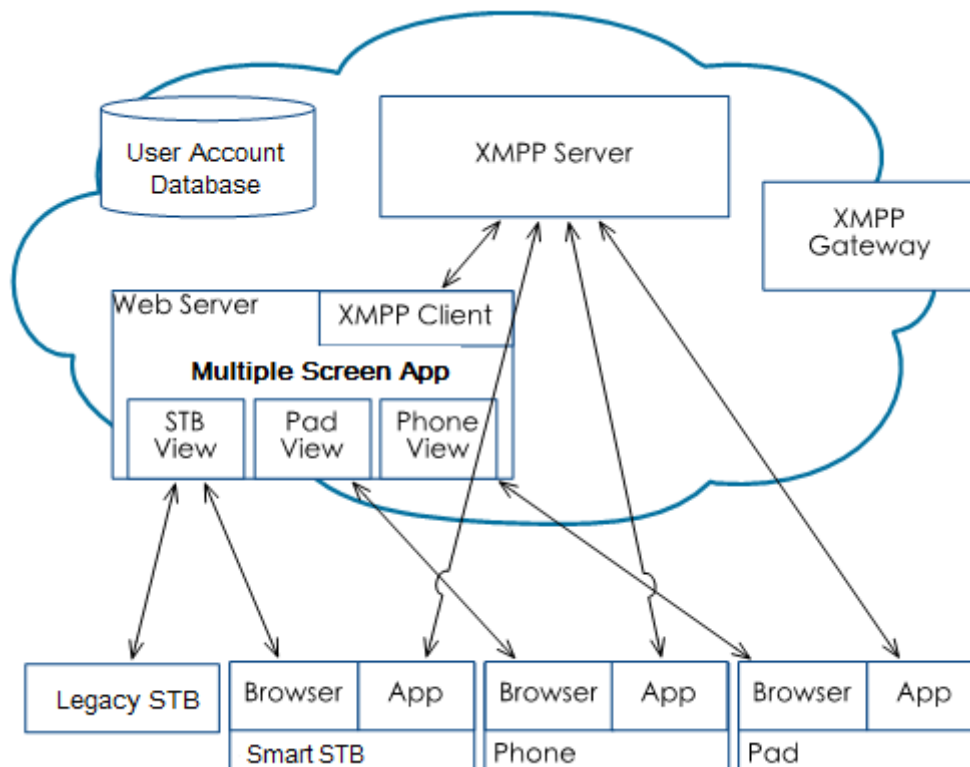 User Account
Database
XMPP Server
XMPP
Gateway
Web Server
XMPP Client
Multiple Screen App
STB
View
Pad
View
Phone
View
Legacy STB
Browser
App
Smart STB
Browser
App
Phone
Browser
App
Pad